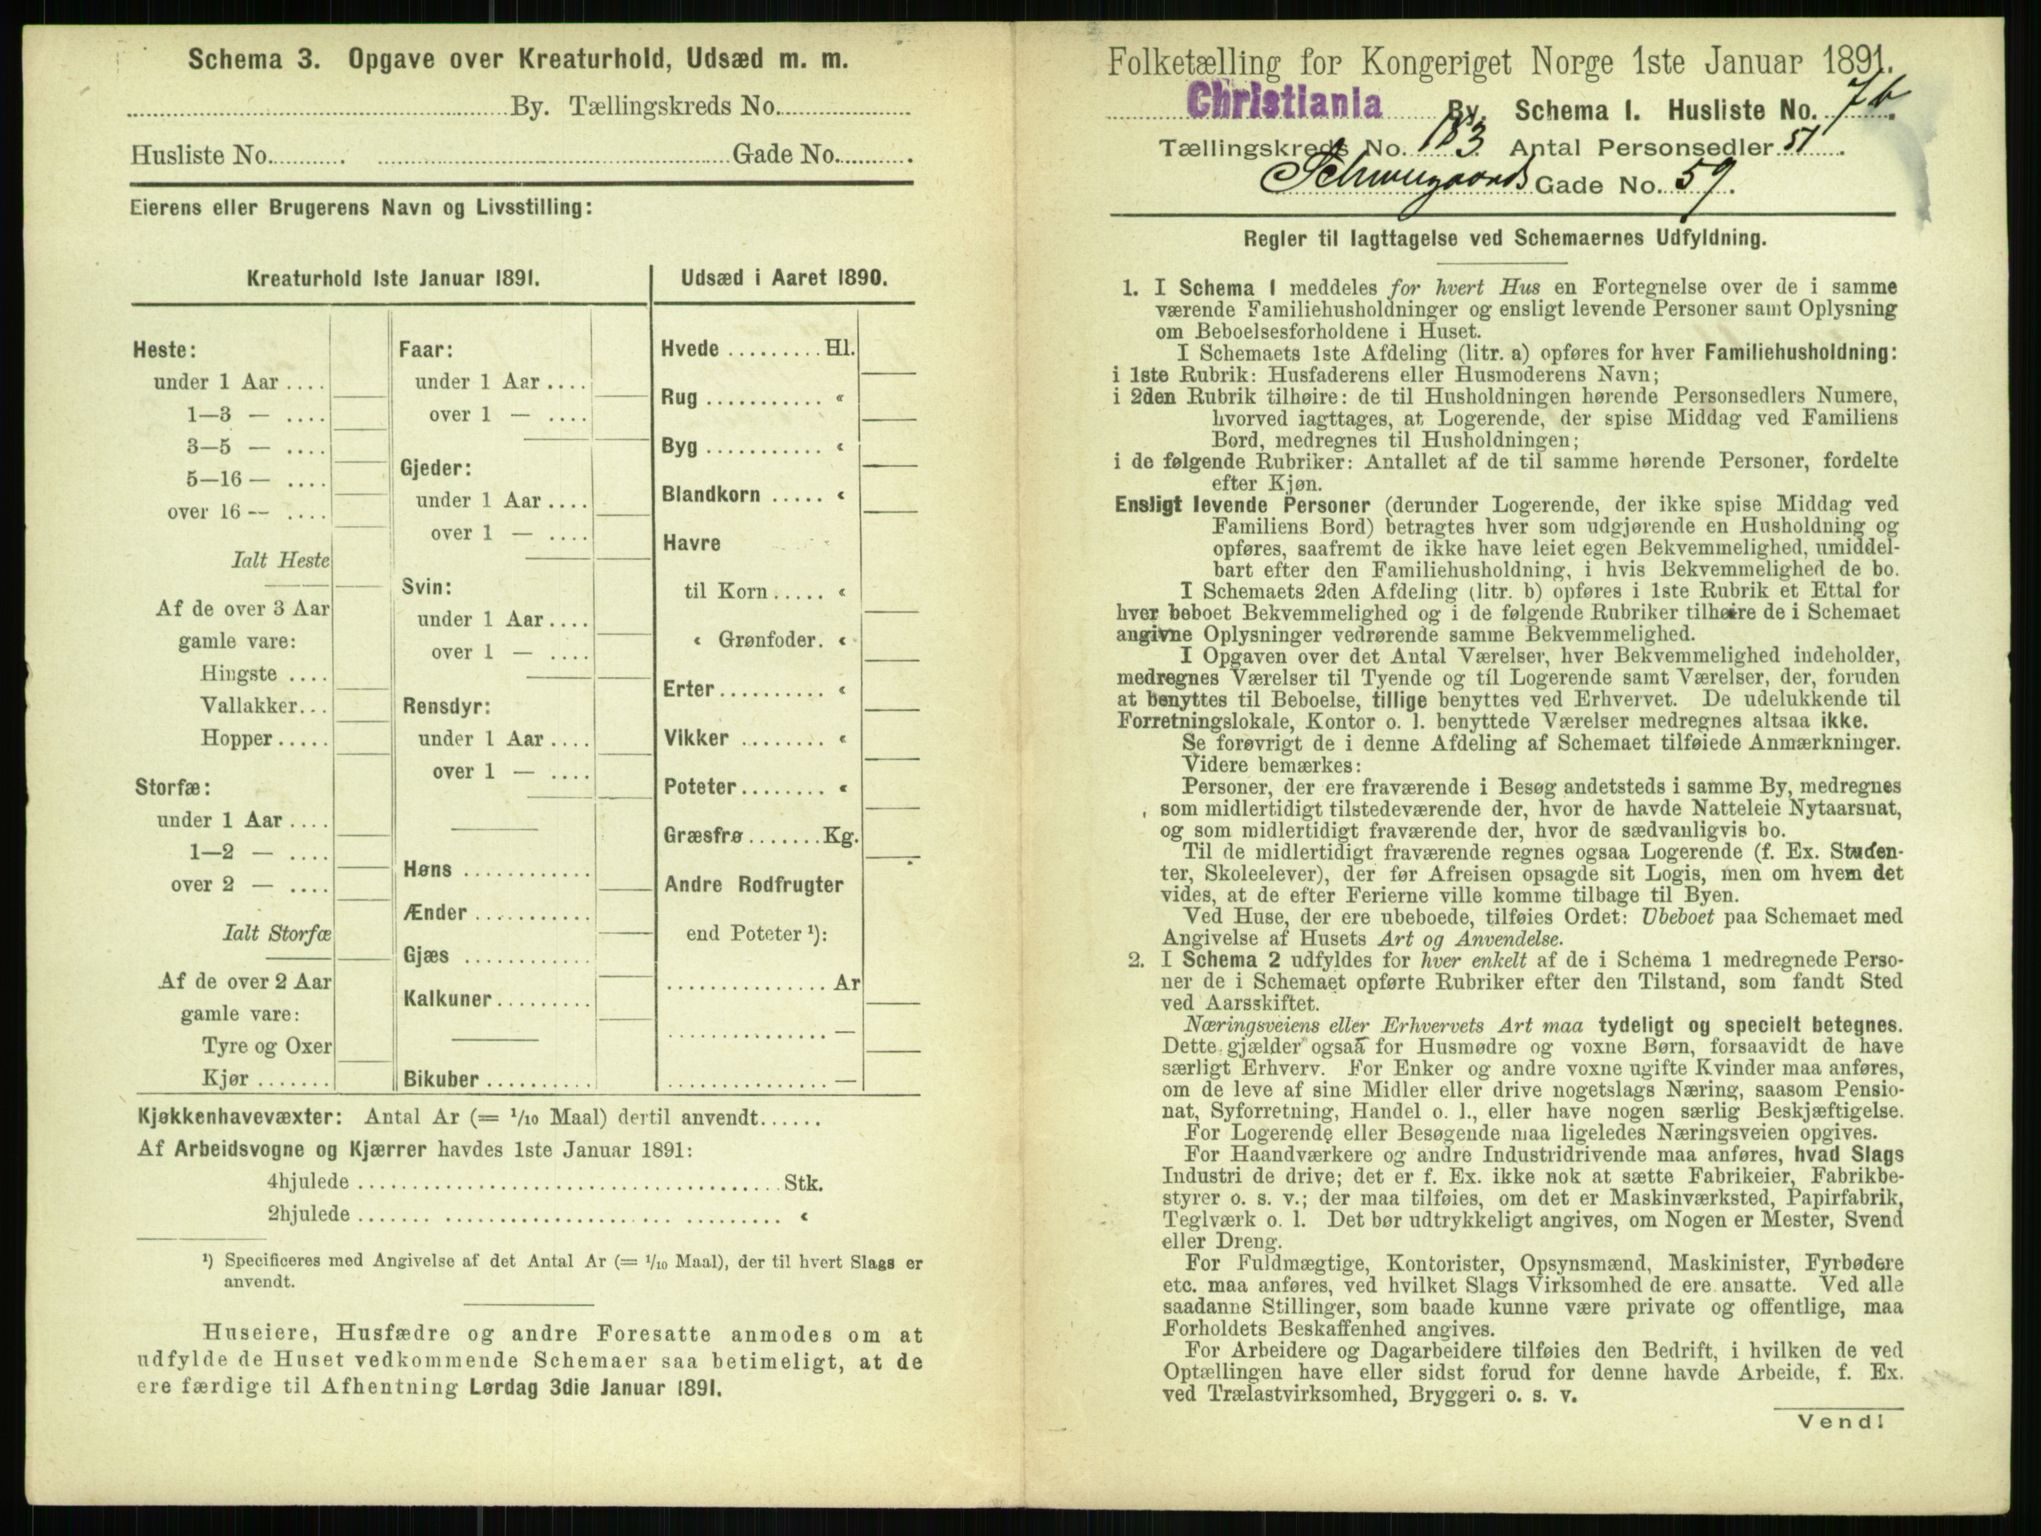 Schema 3. Opgave over Kreaturhold, Udsæd m. m.
By. Tællingskreds No.
Husliste No. Gade No.
Eierens eller Brugerens Navn og Livsstilling:
Kreaturhold 1ste Januar 1891.
Heste:
under 1 Aar ....
1—3 — ....
3—5 — ....
5—16 — ....
over 16 — ....
Ialt Heste
Af de over 3 Aar
gamle vare:
Hingste ....
Vallakker...
Hopper .....
Storfæ:
under 1 Aar ....
1—2 — ....
over 2 — ....
Ialt Storfæ
Af de over 2 Aar
gamle vare:
Tyre og Oxer
Kjør .......
Faar:
under 1 Aar ....
over 1 — ....
Gjeder:
under 1 Aar ....
over 1 — ....
Svin:
under 1 Aar ....
over 1 — ....
Rensdyr:
under 1 Aar ....
over 1 — ....
Høns ............
Ænder ...........
Gjæs ............
Kalkuner .........
Bikuber ..........
Udsæd i Aaret 1890.
Hvede ......... Hl.
Rug ........... «
Byg ........... «
Blandkorn ..... «
Havre
til Korn ..... «
« Grønfoder. «
Erter .......... «
Vikker ........ «
Poteter ........ «
Græsfrø ....... Kg.
Andre Rodfrugter
end Poteter ¹):
............... Ar
............... —
............... —
Kjøkkenhavevæxter: Antal Ar (= 1/10 Maal) dertil anvendt......
Af Arbeidsvogne og Kjærrer havdes 1ste Januar 1891:
4hjulede ........................................ Stk.
2hjulede ........................................ «
¹) Specificeres med Angivelse af det Antal Ar (= 1/10 Maal), der til hvert Slags er
anvendt.
Huseiere, Husfædre og andre Foresatte anmodes om at
udfylde de Huset vedkommende Schemaer saa betimeligt, at de
ere færdige til Afhentning Lørdag 3die Januar 1891.
Folketælling for Kongeriget Norge 1ste Januar 1891.
Christiania By. Schema I. Husliste No. 7b
Tællingskreds No. 183 Antal Personsedler 51
Schweigaards Gade No. 59.
Regler til Iagttagelse ved Schemaernes Udfyldning.
1. I Schema I meddeles for hvert Hus en Fortegnelse over de i samme
værende Familiehusholdninger og ensligt levende Personer samt Oplysning
om Beboelsesforholdene i Huset.
I Schemaets 1ste Afdeling (litr. a) opføres for hver Familiehusholdning:
i 1ste Rubrik: Husfaderens eller Husmoderens Navn;
i 2den Rubrik tilhøire: de til Husholdningen hørende Personsedlers Numere,
hvorved iagttages, at Logerende, der spise Middag ved Familiens
Bord, medregnes til Husholdningen;
i de følgende Rubriker: Antallet af de til samme hørende Personer, fordelte
efter Kjøn.
Ensligt levende Personer (derunder Logerende, der ikke spise Middag ved
Familiens Bord) betragtes hver som udgjørende en Husholdning og
opføres, saafremt de ikke have leiet egen Bekvemmelighed, umiddel-
bart efter den Familiehusholdning, i hvis Bekvemmelighed de bo.
I Schemaets 2den Afdeling (litr. b) opføres i 1ste Rubrik et Ettal for
hver beboet Bekvemmelighed og i de følgende Rubriker tilhøire de i Schemaet
angivne Oplysninger vedrørende samme Bekvemmelighed.
I Opgaven over det Antal Værelser, hver Bekvemmelighed indeholder,
medregnes Værelser til Tyende og til Logerende samt Værelser, der, foruden
at benyttes til Beboelse, tillige benyttes ved Erhvervet. De udelukkende til
Forretningslokale, Kontor o. l. benyttede Værelser medregnes altsaa ikke.
Se forøvrigt de i denne Afdeling af Schemaet tilføiede Anmærkninger.
Videre bemærkes:
Personer, der ere fraværende i Besøg andetsteds i samme By, medregnes
som midlertidigt tilstedeværende der, hvor de havde Natteleie Nytaarsnat,
og som midlertidigt fraværende der, hvor de sædvanligvis bo.
Til de midlertidigt fraværende regnes ogsaa Logerende (f. Ex. Studen-
ter, Skoleelever), der før Afreisen opsagde sit Logis, men om hvem det
vides, at de efter Ferierne ville komme tilbage til Byen.
Ved Huse, der ere ubeboede, tilføies Ordet: Ubeboet paa Schemaet med
Angivelse af Husets Art og Anvendelse.
2. I Schema 2 udfyldes for hver enkelt af de i Schema 1 medregnede Perso-
ner de i Schemaet opførte Rubriker efter den Tilstand, som fandt Sted
ved Aarsskiftet.
Næringsveiens eller Erhvervets Art maa tydeligt og specielt betegnes.
Dette gjælder ogsaa for Husmødre og voxne Børn, forsaavidt de have
særligt Erhverv. For Enker og andre voxne ugifte Kvinder maa anføres,
om de leve af sine Midler eller drive nogetslags Næring, saasom Pensio-
nat, Syforretning, Handel o. l., eller have nogen særlig Beskjæftigelse.
For Logerende eller Besøgende maa ligeledes Næringsveien opgives.
For Haandværkere og andre Industridrivende maa anføres, hvad Slags
Industri de drive; det er f. Ex. ikke nok at sætte Fabrikeier, Fabrikbe-
styrer o. s. v.; der maa tilføies, om det er Maskinværksted, Papirfabrik,
Teglværk o. l. Det bør udtrykkeligt angives, om Nogen er Mester, Svend
eller Dreng.
For Fuldmægtige, Kontorister, Opsynsmænd, Maskinister, Fyrbødere
etc. maa anføres, ved hvilket Slags Virksomhed de ere ansatte. Ved alle
saadanne Stillinger, som baade kunne være private og offentlige, maa
Forholdets Beskaffenhed angives.
For Arbeidere og Dagarbeidere tilføies den Bedrift, i hvilken de ved
Optællingen have eller sidst forud for denne havde Arbeide, f. Ex.
ved Trælastvirksomhed, Bryggeri o. s. v.
Vend!